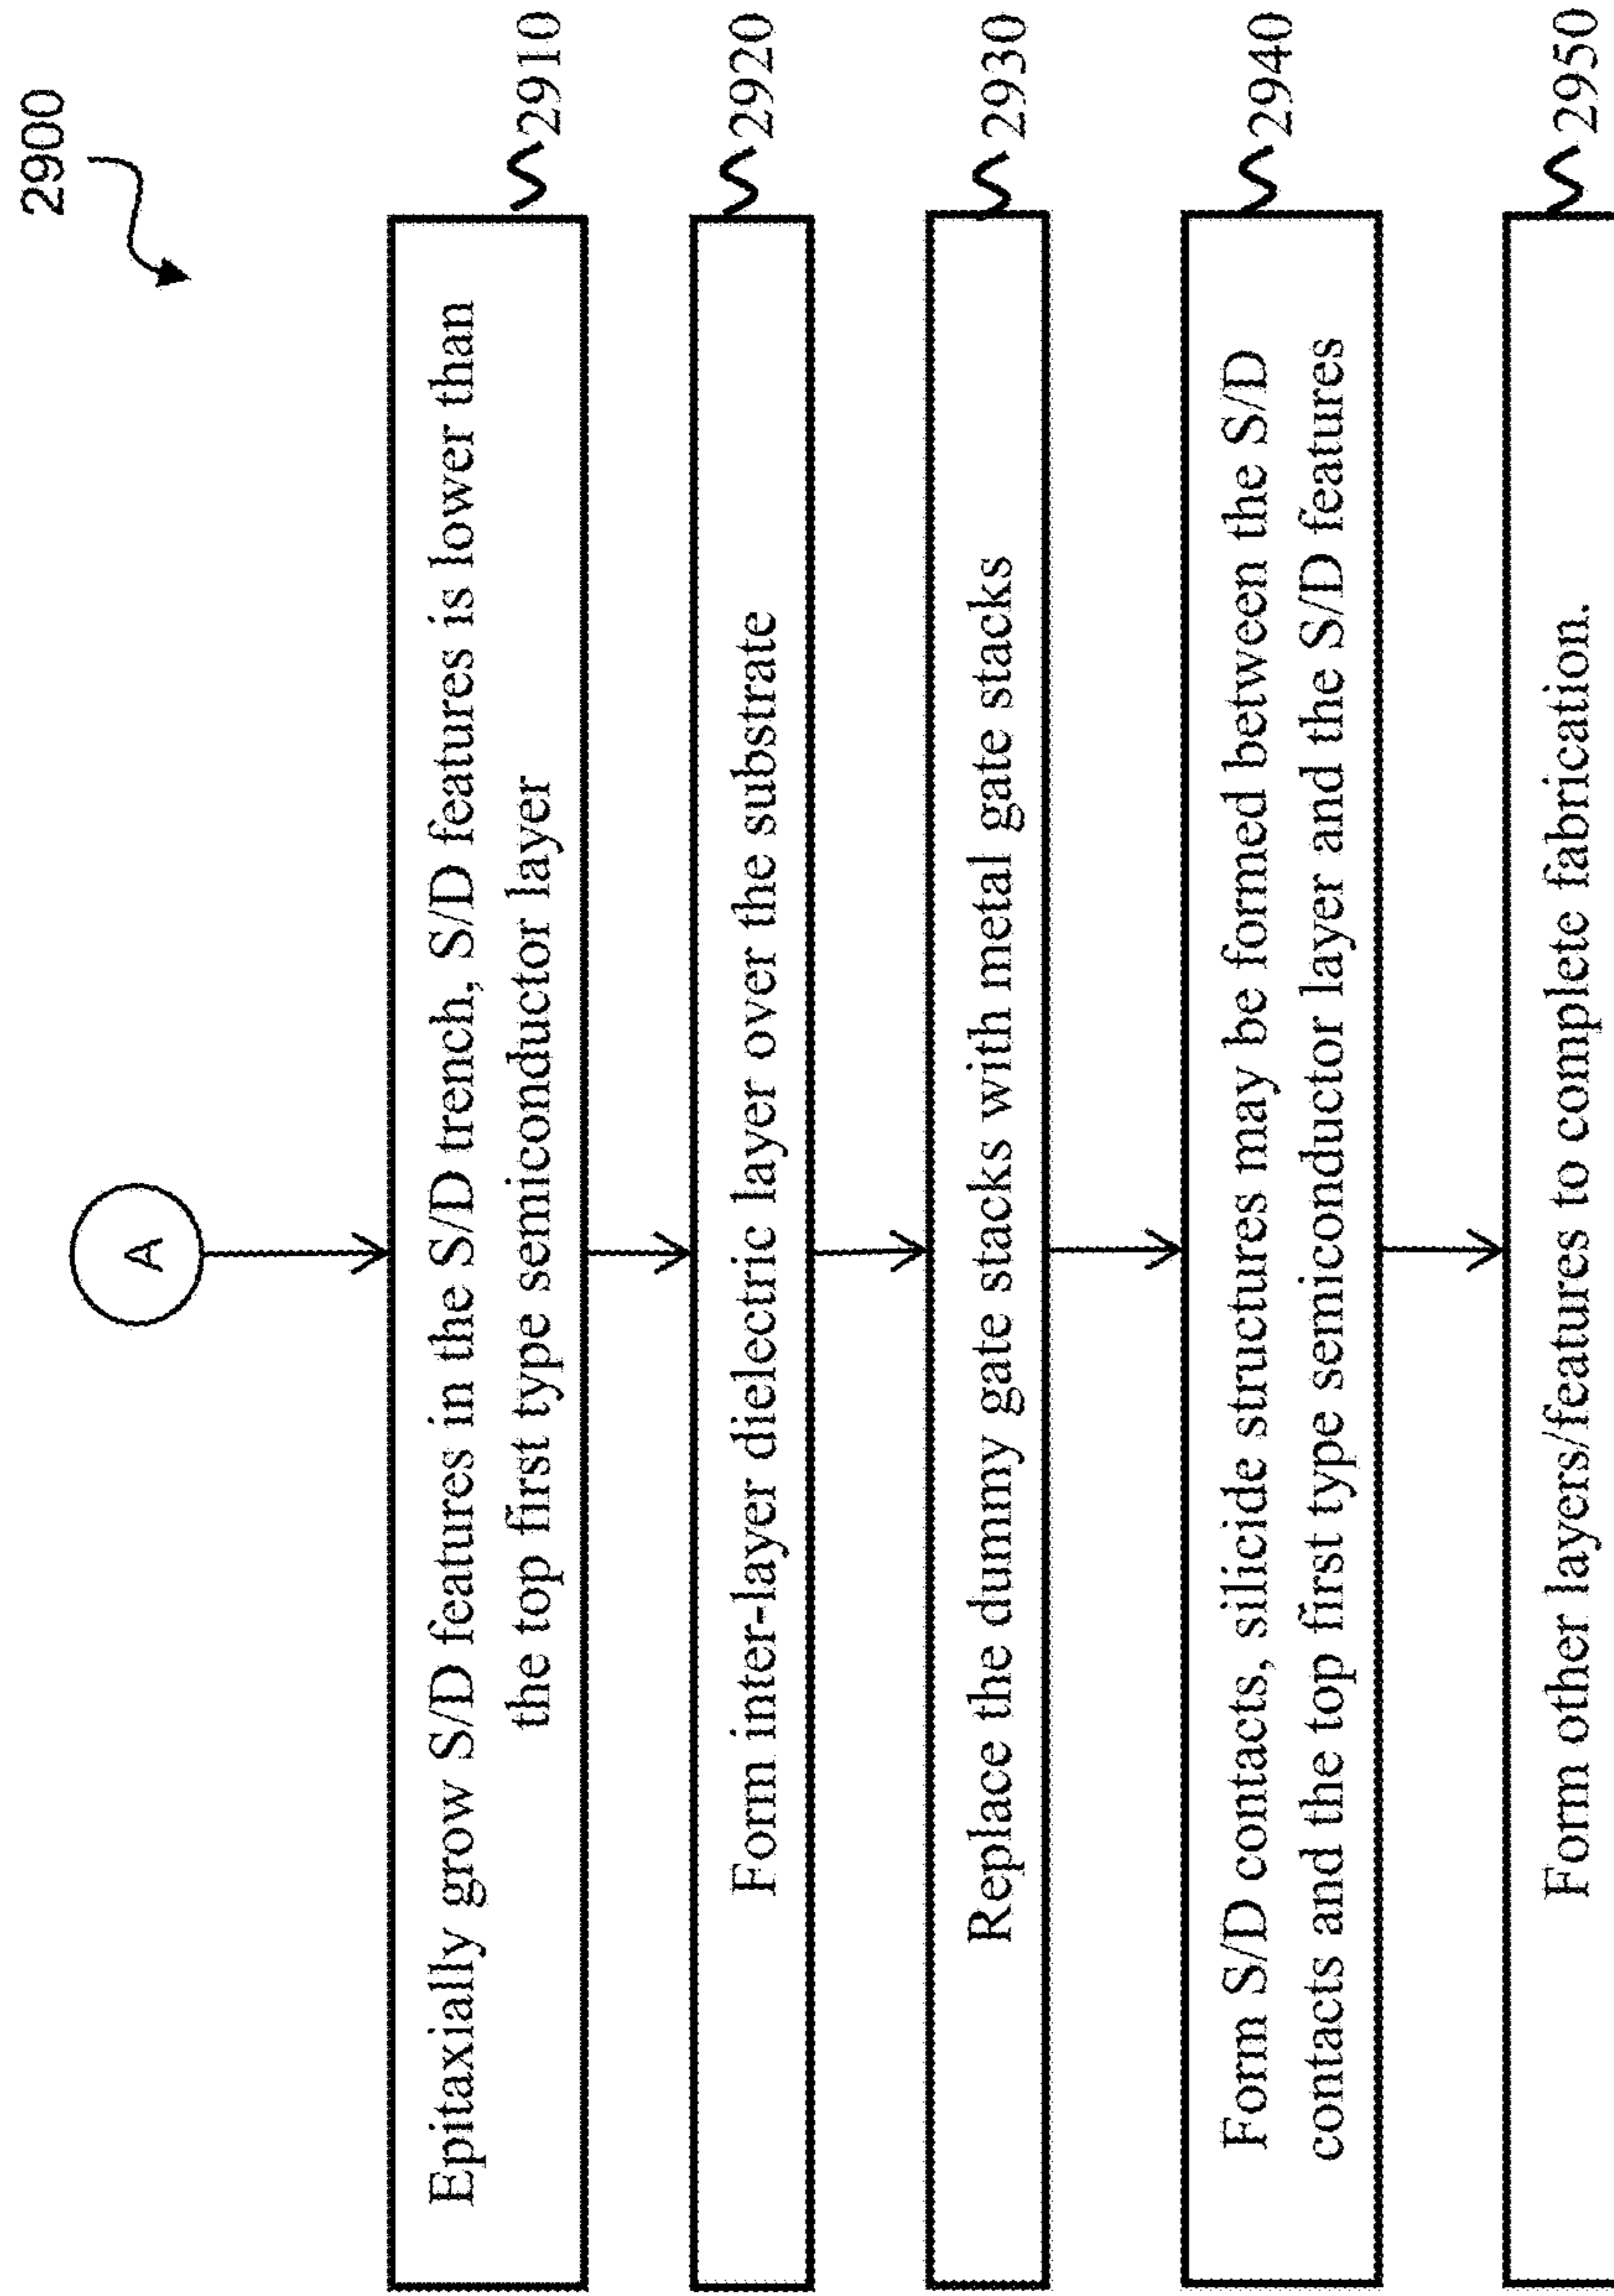 2900
A
Epitaxially grow S/D features in the S/D trench, S/D features is lower than
the top first type semiconductor layer
2910
Form inter-layer dielectric layer over the substrate
2920
Replace the dummy gate stacks with metal gate stacks
2930
Form S/D contacts, silicide structures may be formed between the S/D
contacts and the top first type semiconductor layer and the S/D features
2940
Form other layers/features to complete fabrication.
2950